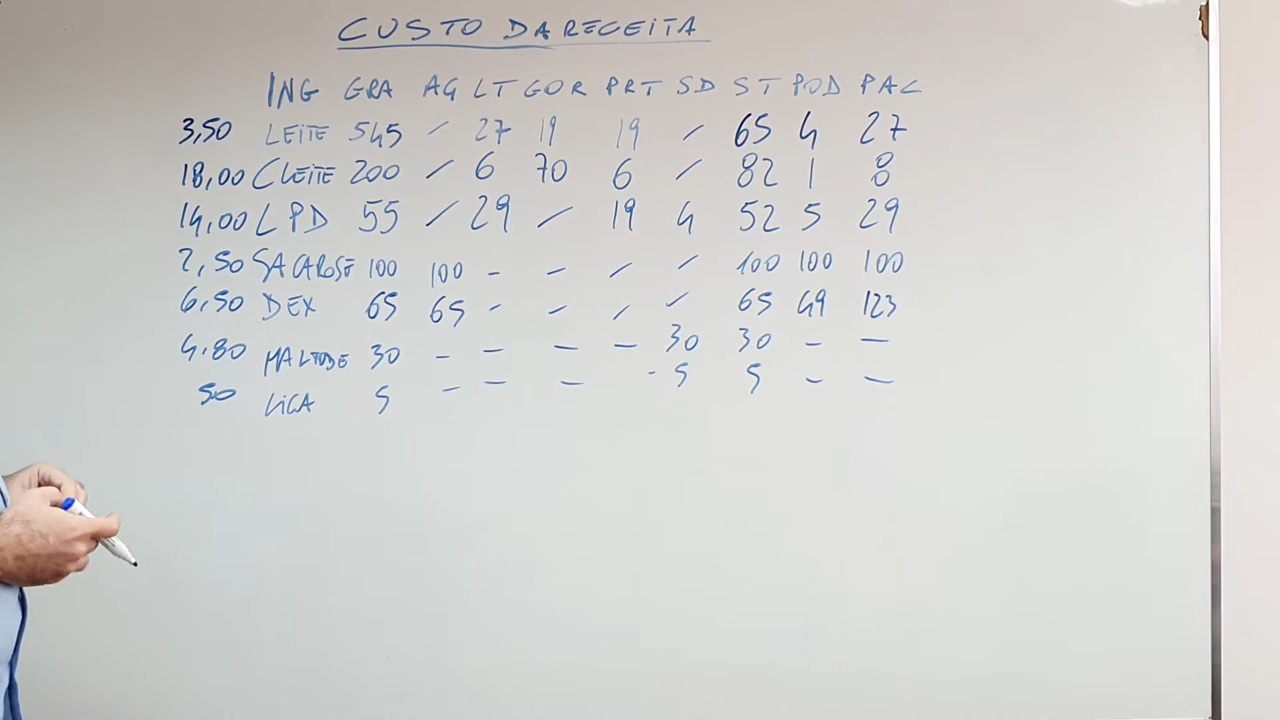 CUSTO DA RECEITA
ING GRA AG LT GOR PRT SD ST POD PAC
3,50 LEITE 545 / 27 19 19 / 65 4 27
18,00 C LEITE 200 / 6 70 6 / 82 1 8
14,00 LPD 55 / 29 / 19 4 52 5 29
2,50 SACAROSE 100 100 - - / / 100 100 100
6,50 DEX 65 65 - - / / 65 49 123
4.80 MALTODE 30 - - - - 30 30 - -
50 LIGA 5 - - - - 5 5 - -